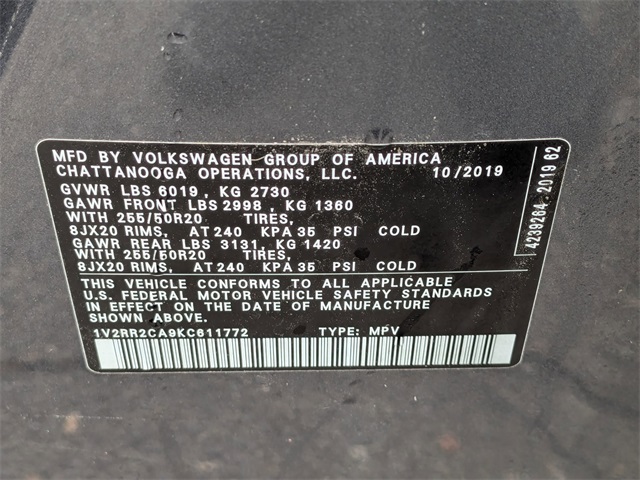 MFD BY VOLKSWAGEN GROUP OF AMERICA
CHATTANOOGA OPERATIONS, LLC. 10/2019
GVWR LBS 6019, KG 2730
GAWR FRONT LBS 2998, KG 1360
WITH 255/50R20 TIRES,
8JX20 RIMS, AT 240 KPA 35 PSI COLD
GAWR REAR LBS 3131, KG 1420
WITH 255/50R20 TIRES,
8JX20 RIMS, AT 240 KPA 35 PSI COLD
THIS VEHICLE CONFORMS TO ALL APPLICABLE
U.S. FEDERAL MOTOR VEHICLE SAFETY STANDARDS
IN EFFECT ON THE DATE OF MANUFACTURE
SHOWN ABOVE.
1V2RR2CA9KC611772 TYPE: MPV
4239284 2019 62